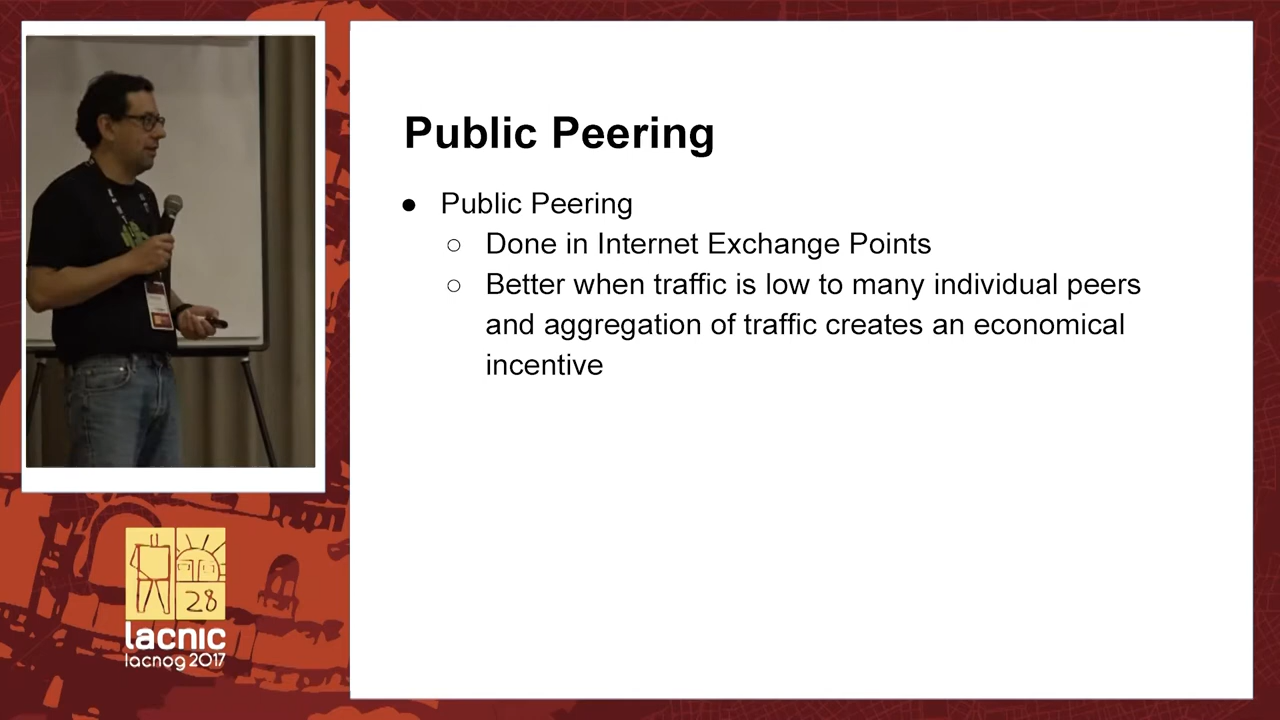 Public Peering
● Public Peering
○ Done in Internet Exchange Points
○ Better when traffic is low to many individual peers
and aggregation of traffic creates an economical
incentive
28
lacnic
lacnog 2017